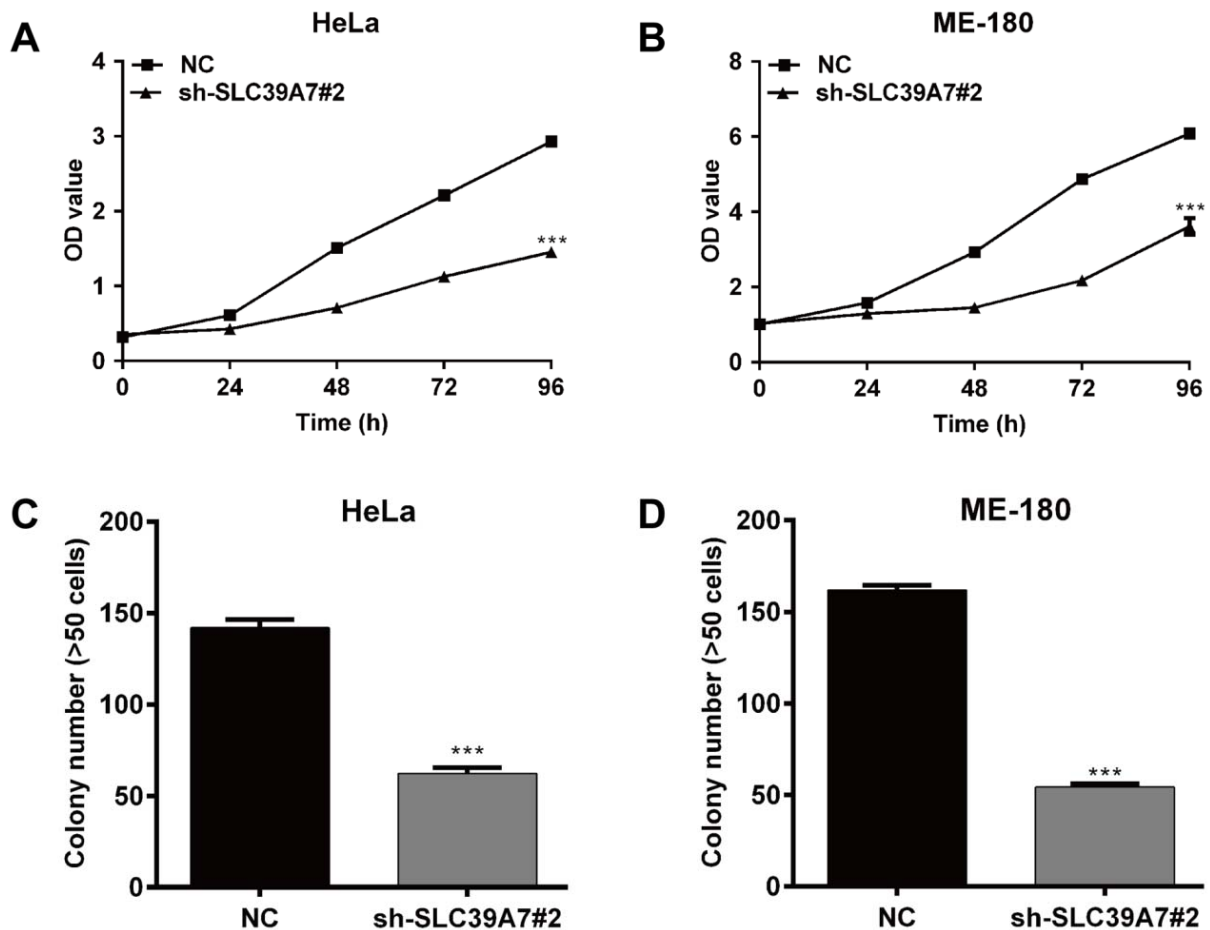 A
HeLa
NC
sh-SLC39A7#2
OD value
4
3
2
1
0
0 24 48 72 96
Time (h)
***
B
ME-180
NC
sh-SLC39A7#2
OD value
8
6
4
2
0
0 24 48 72 96
Time (h)
***
C
HeLa
Colony number (>50 cells)
200
150
100
50
0
***
NC sh-SLC39A7#2
D
ME-180
Colony number (>50 cells)
200
150
100
50
0
***
NC sh-SLC39A7#2